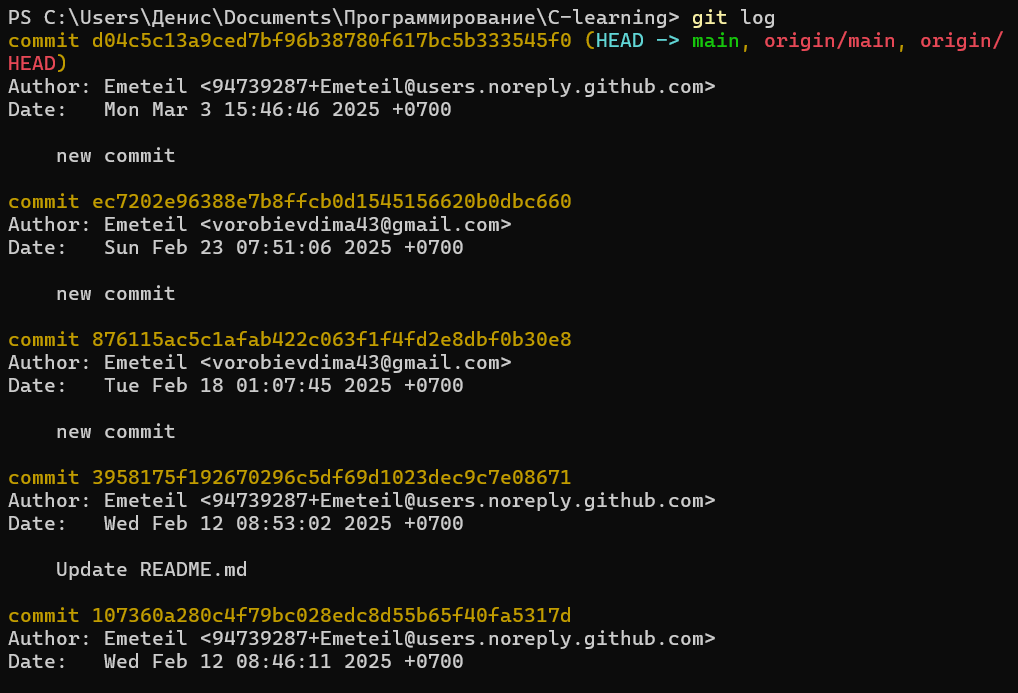 PS C:\Users\Денис\Documents\Программирование\C-learning> git log
commit d04c5c13a9ced7bf96b38780f617bc5b333545f0 (HEAD -> main, origin/main, origin/
HEAD)
Author: Emeteil <94739287+Emeteil@users.noreply.github.com>
Date:   Mon Mar 3 15:46:46 2025 +0700
    new commit
commit ec7202e96388e7b8ffcb0d1545156620b0dbc660
Author: Emeteil <vorobievdima43@gmail.com>
Date:   Sun Feb 23 07:51:06 2025 +0700
    new commit
commit 876115ac5c1afab422c063f1f4fd2e8dbf0b30e8
Author: Emeteil <vorobievdima43@gmail.com>
Date:   Tue Feb 18 01:07:45 2025 +0700
    new commit
commit 3958175f192670296c5df69d1023dec9c7e08671
Author: Emeteil <94739287+Emeteil@users.noreply.github.com>
Date:   Wed Feb 12 08:53:02 2025 +0700
    Update README.md
commit 107360a280c4f79bc028edc8d55b65f40fa5317d
Author: Emeteil <94739287+Emeteil@users.noreply.github.com>
Date:   Wed Feb 12 08:46:11 2025 +0700